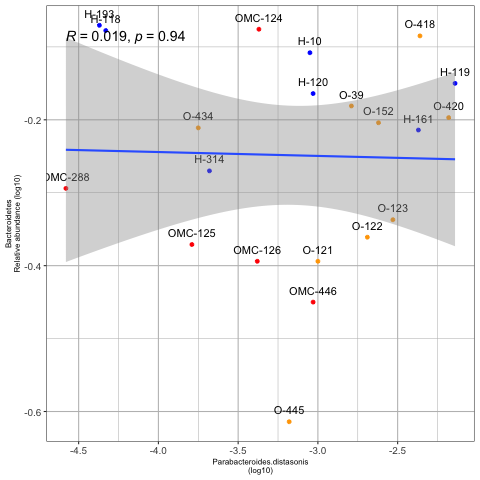 H-193
H-118
R = 0.019, p = 0.94
OMC-124
O-418
H-10
H-119
H-120
O-39
O-420
O-152
H-161
O-434
-0.2
H-314
OMC-288
O-123
O-122
OMC-125
OMC-126
O-121
-0.4
OMC-446
O-445
-0.6
Bacteroidetes
Relative abundance (log10)
-4.5 -4.0 -3.5 -3.0 -2.5
Parabacteroides.distasonis
(log10)